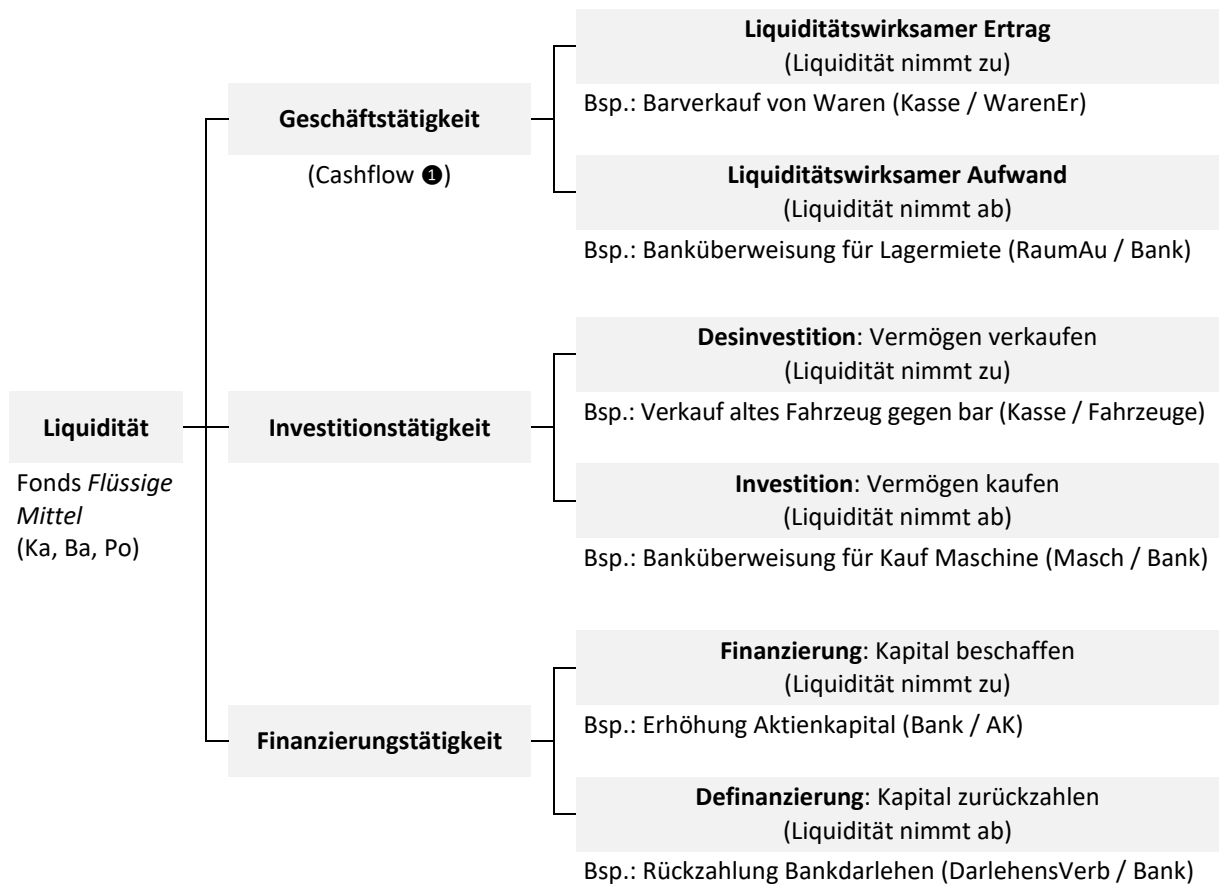 Liquidität
Fonds Flüssige
Mittel
(Ka, Ba, Po)
Geschäftstätigkeit
(Cashflow ❶)
Liquiditätswirksamer Ertrag
(Liquidität nimmt zu)
Bsp.: Barverkauf von Waren (Kasse / WarenEr)
Liquiditätswirksamer Aufwand
(Liquidität nimmt ab)
Bsp.: Banküberweisung für Lagermiete (RaumAu / Bank)
Investitionstätigkeit
Desinvestition: Vermögen verkaufen
(Liquidität nimmt zu)
Bsp.: Verkauf altes Fahrzeug gegen bar (Kasse / Fahrzeuge)
Investition: Vermögen kaufen
(Liquidität nimmt ab)
Bsp.: Banküberweisung für Kauf Maschine (Masch / Bank)
Finanzierungstätigkeit
Finanzierung: Kapital beschaffen
(Liquidität nimmt zu)
Bsp.: Erhöhung Aktienkapital (Bank / AK)
Definanzierung: Kapital zurückzahlen
(Liquidität nimmt ab)
Bsp.: Rückzahlung Bankdarlehen (DarlehensVerb / Bank)